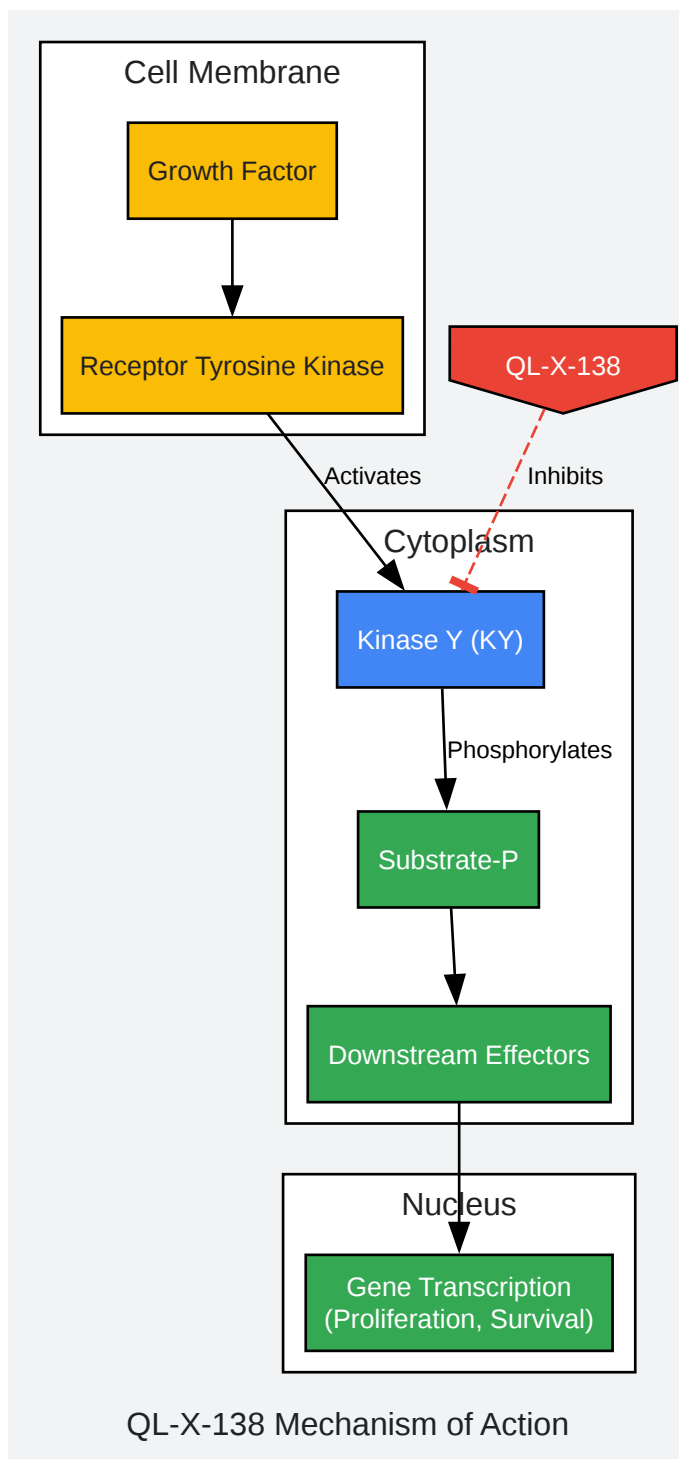 Cell Membrane
Growth Factor
Receptor Tyrosine Kinase
QL-X-138
Activates
Inhibits
Cytoplasm
Kinase Y (KY)
Phosphorylates
Substrate-P
Downstream Effectors
Nucleus
Gene Transcription
(Proliferation, Survival)
QL-X-138 Mechanism of Action